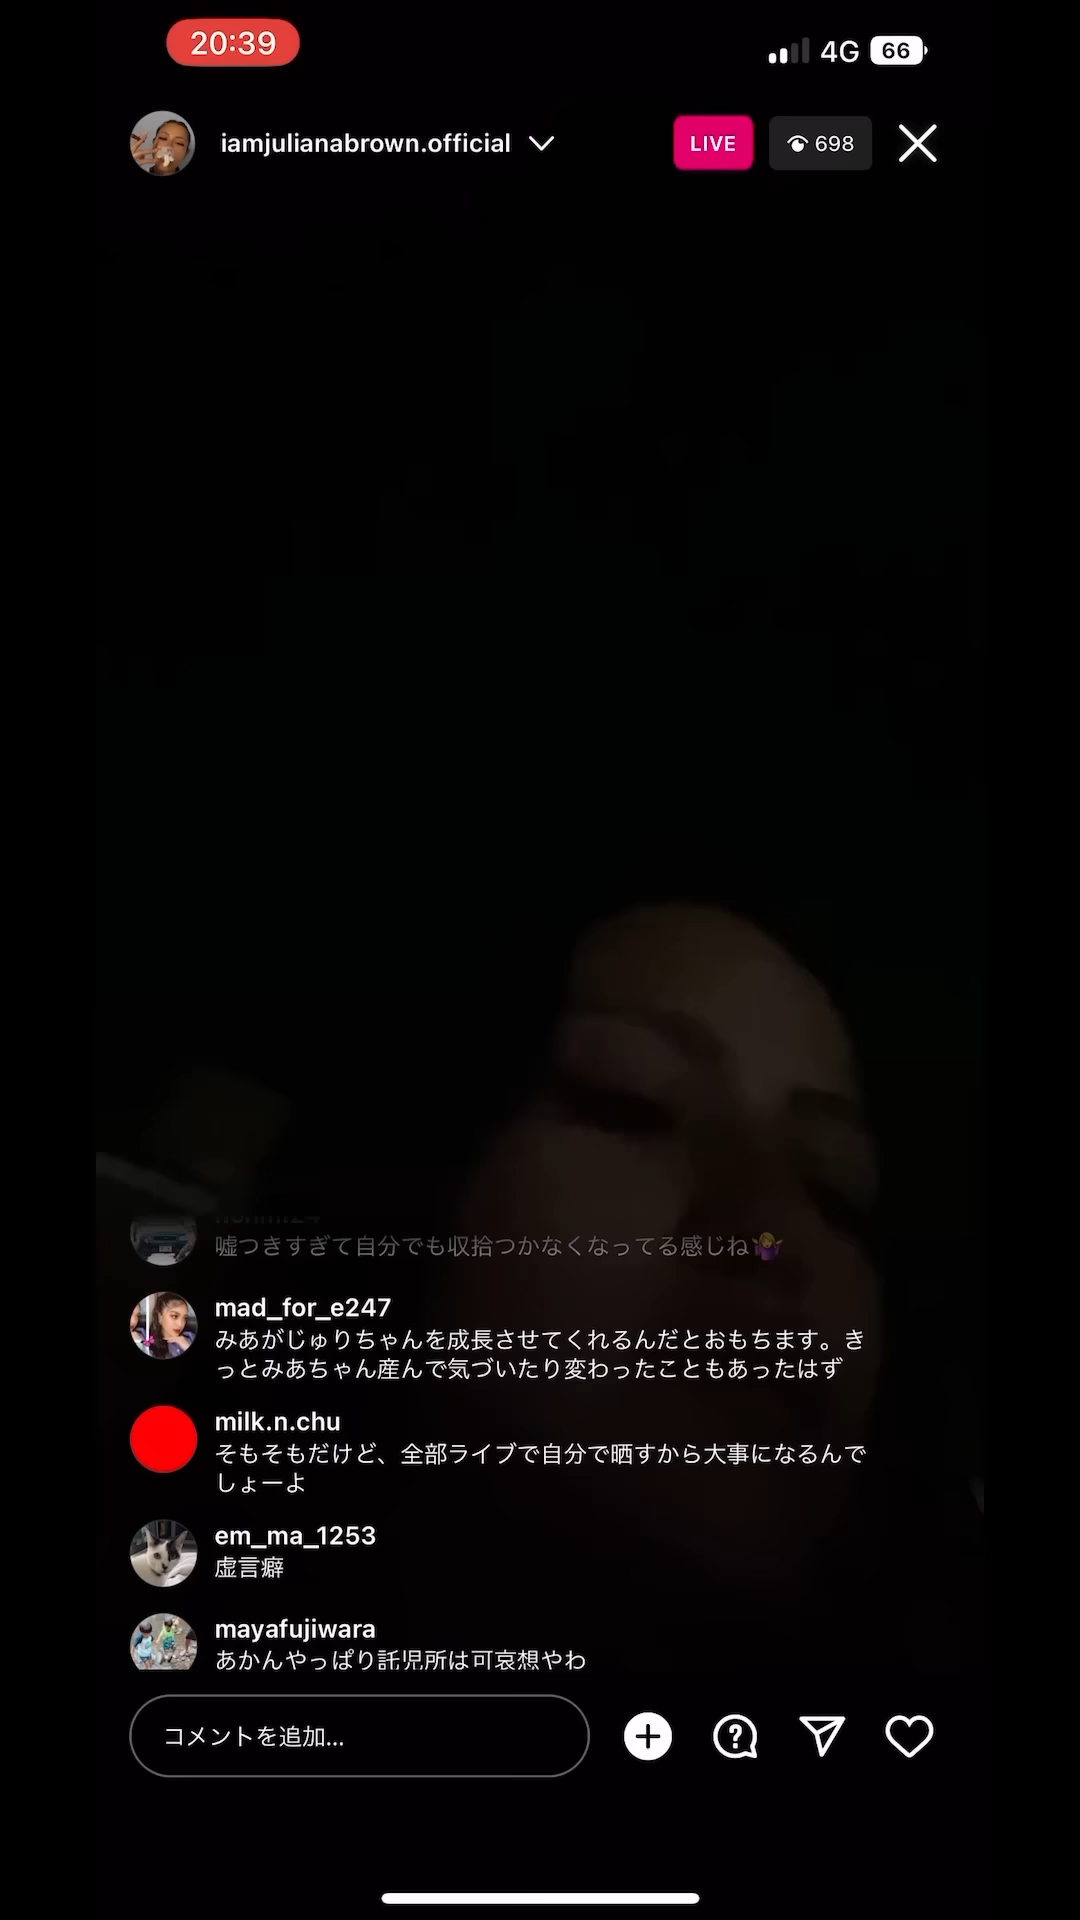 20:39
4G
66
iamjulianabrown.official
LIVE
698
嘘つきすぎて自分でも収拾つかなくなってる感じね🤷‍♀️
mad_for_e247
みあがじゅりちゃんを成長させてくれるんだとおもちます。き
っとみあちゃん産んで気づいたり変わったこともあったはず
milk.n.chu
そもそもだけど、全部ライブで自分で晒すから大事になるんで
しょーよ
em_ma_1253
虚言癖
mayafujiwara
あかんやっぱり託児所は可哀想やわ
コメントを追加...